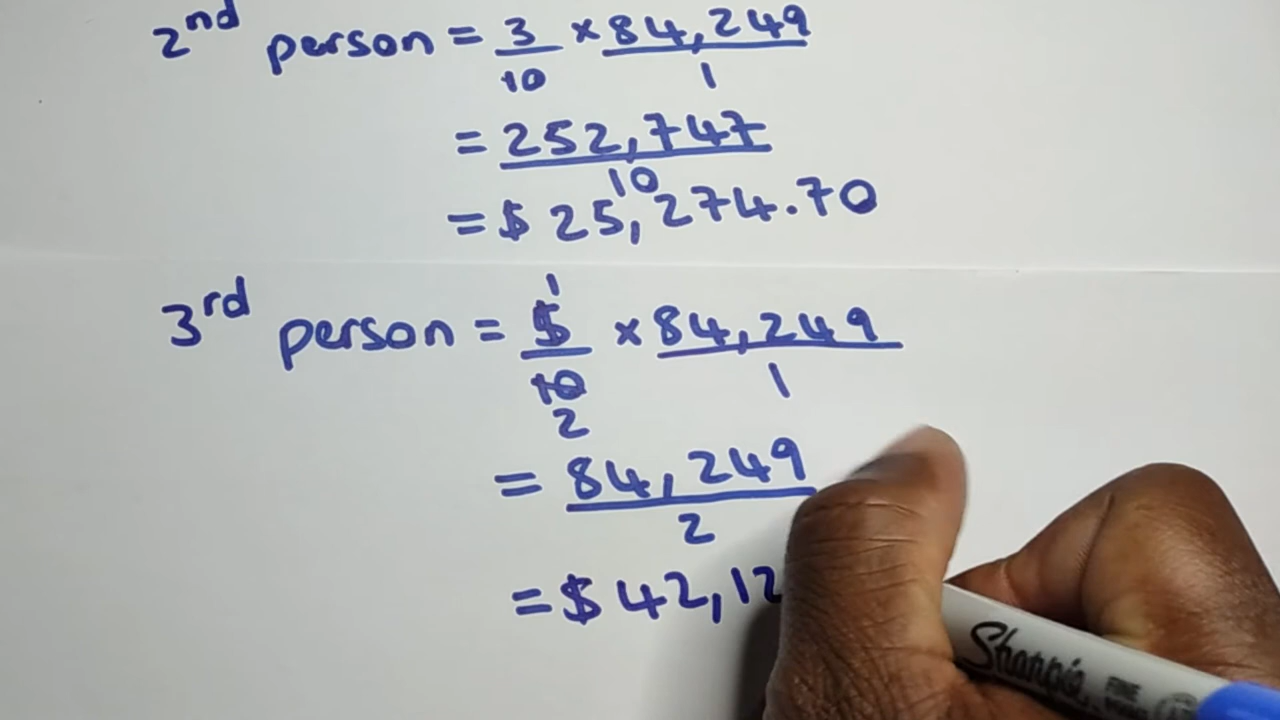 2nd person = 3/10 × 84,249/1
= 252,747/10
= $25,274.70
3rd person = 5/10 × 84,249/1
1
2
= 84,249/2
= $42,12
Sharpie
FINE